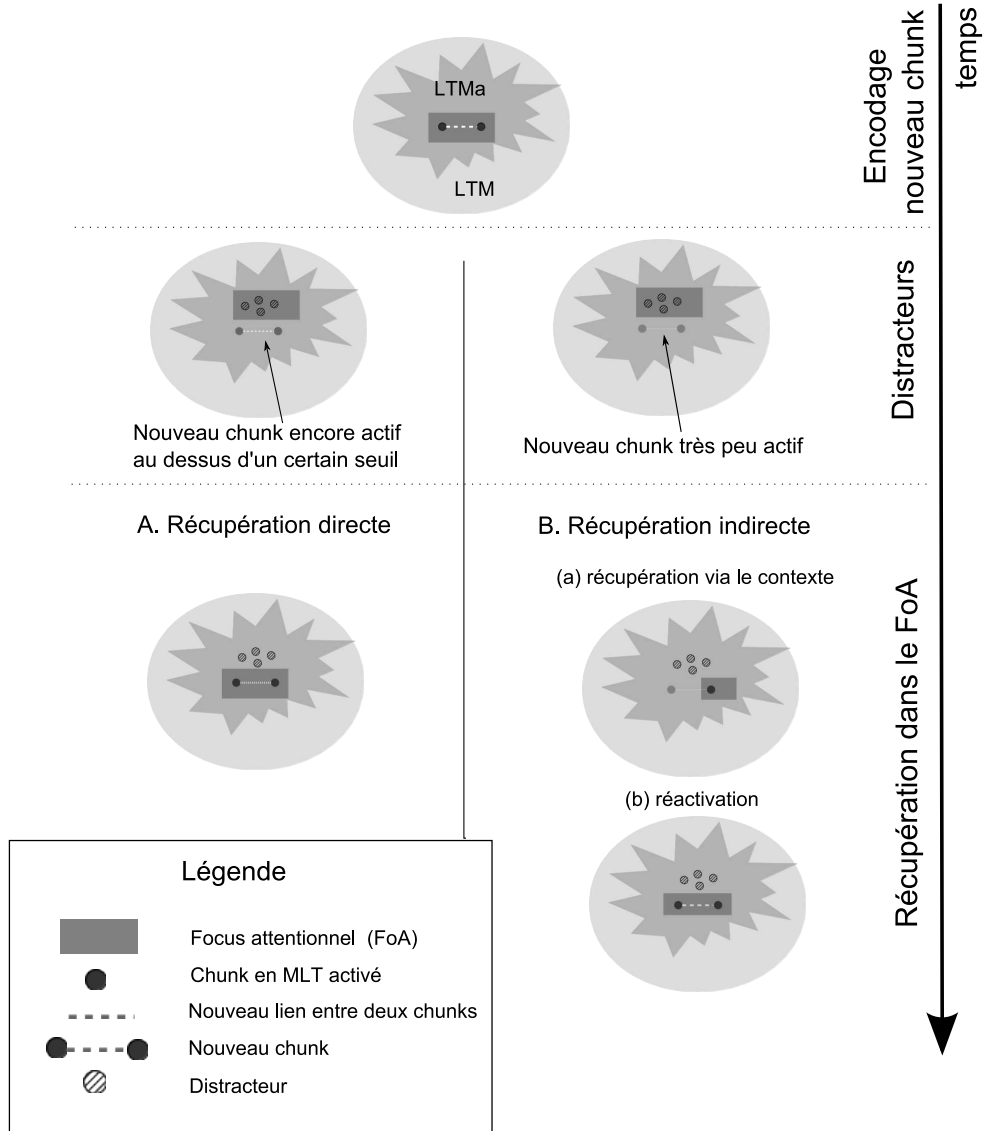 temps
Encodage
nouveau chunk
LTMa
LTM
Distracteurs
Nouveau chunk encore actif
au dessus d'un certain seuil
Nouveau chunk très peu actif
Récupération dans le FoA
A. Récupération directe
B. Récupération indirecte
(a) récupération via le contexte
(b) réactivation
Légende
Focus attentionnel (FoA)
Chunk en MLT activé
Nouveau lien entre deux chunks
Nouveau chunk
Distracteur